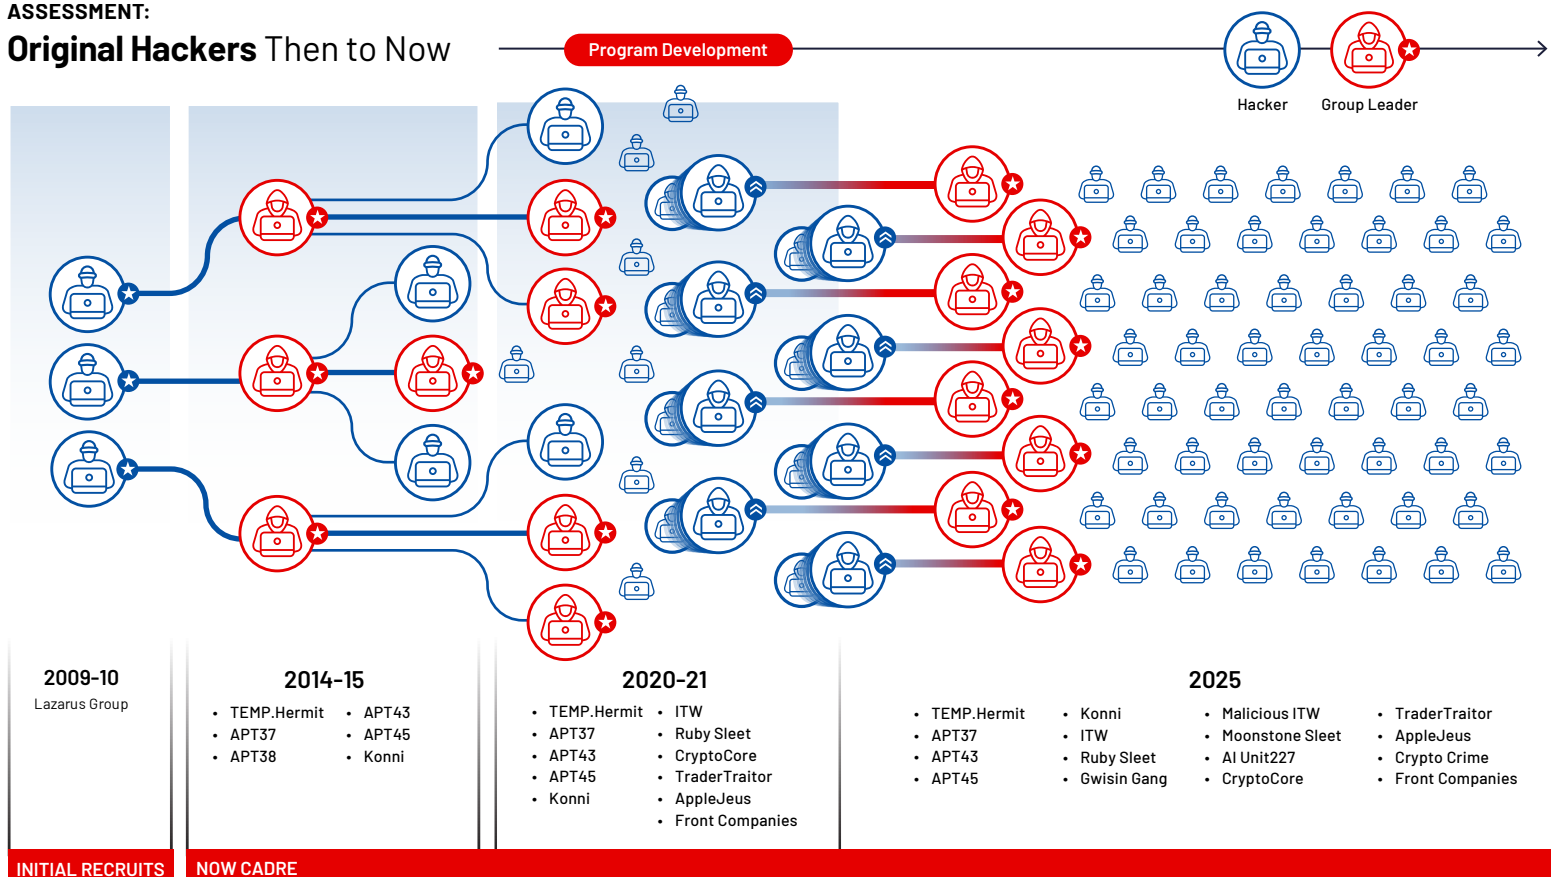 ASSESSMENT:
Original Hackers Then to Now
Program Development
Hacker
Group Leader
2009-10
Lazarus Group
2014-15
• TEMP.Hermit
• APT37
• APT38
• APT43
• APT45
• Konni
2020-21
• TEMP.Hermit
• APT37
• APT43
• APT45
• Konni
• ITW
• Ruby Sleet
• CryptoCore
• TraderTraitor
• AppleJeus
• Front Companies
2025
• TEMP.Hermit
• APT37
• APT43
• APT45
• Konni
• ITW
• Ruby Sleet
• Gwisin Gang
• Malicious ITW
• Moonstone Sleet
• AI Unit227
• CryptoCore
• TraderTraitor
• AppleJeus
• Crypto Crime
• Front Companies
INITIAL RECRUITS
NOW CADRE